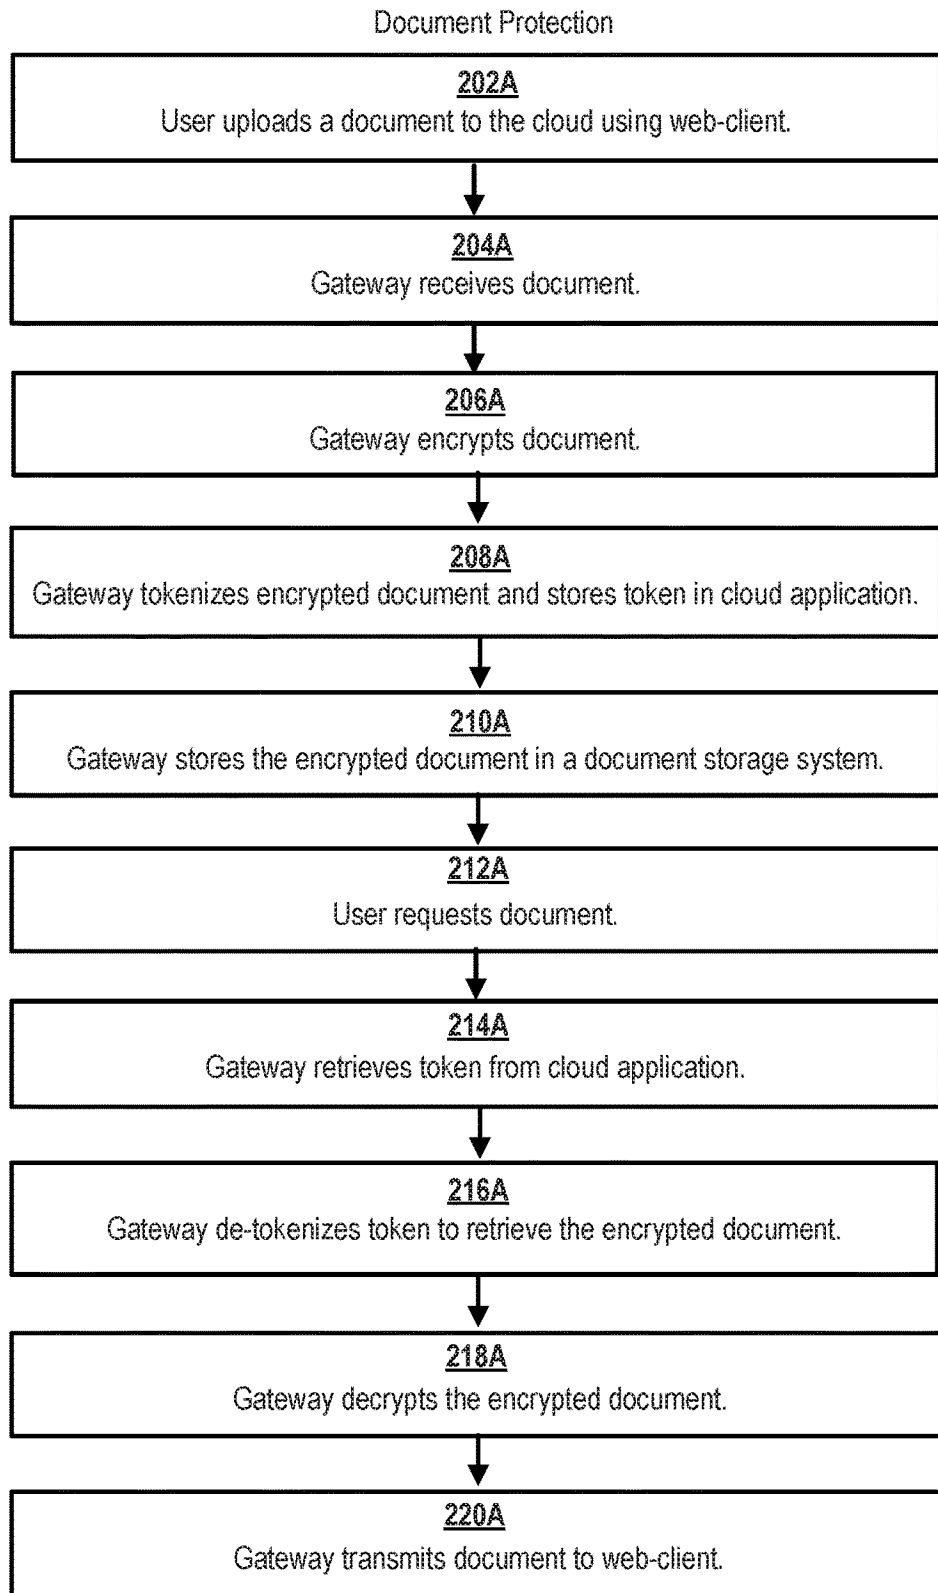 Document Protection
202A
User uploads a document to the cloud using web-client.
204A
Gateway receives document.
206A
Gateway encrypts document.
208A
Gateway tokenizes encrypted document and stores token in cloud application.
210A
Gateway stores the encrypted document in a document storage system.
212A
User requests document.
214A
Gateway retrieves token from cloud application.
216A
Gateway de-tokenizes token to retrieve the encrypted document.
218A
Gateway decrypts the encrypted document.
220A
Gateway transmits document to web-client.